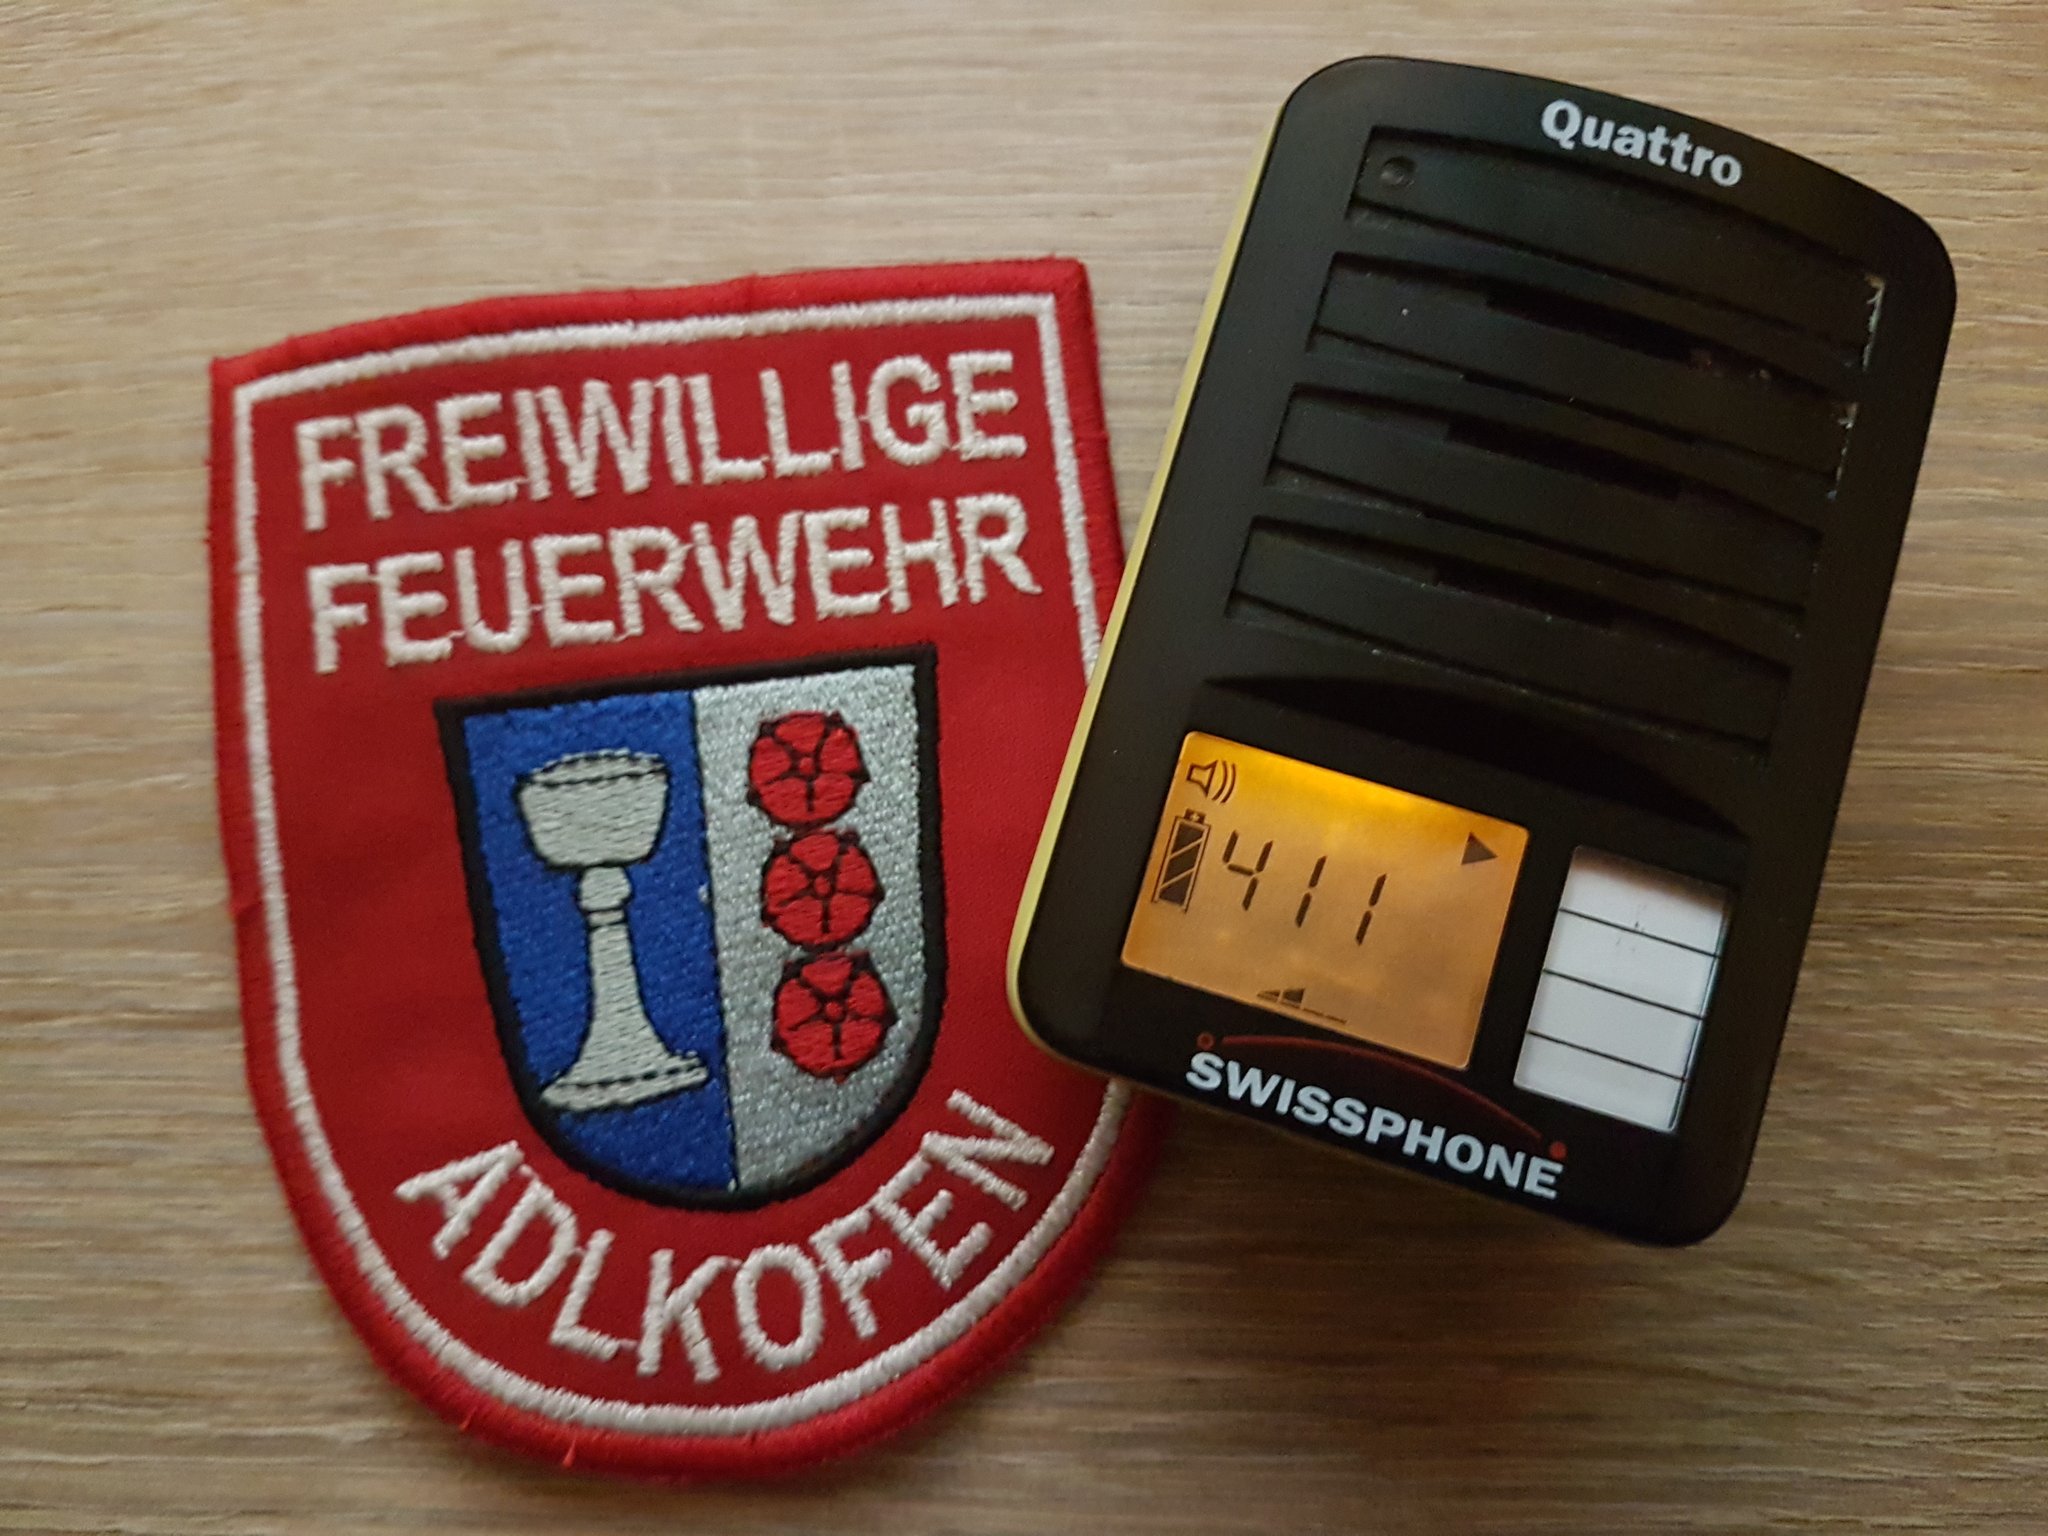 FREIWILLIGE
FEUERWEHR
ADLKOFEN
Quattro
411
SWISSPHONE